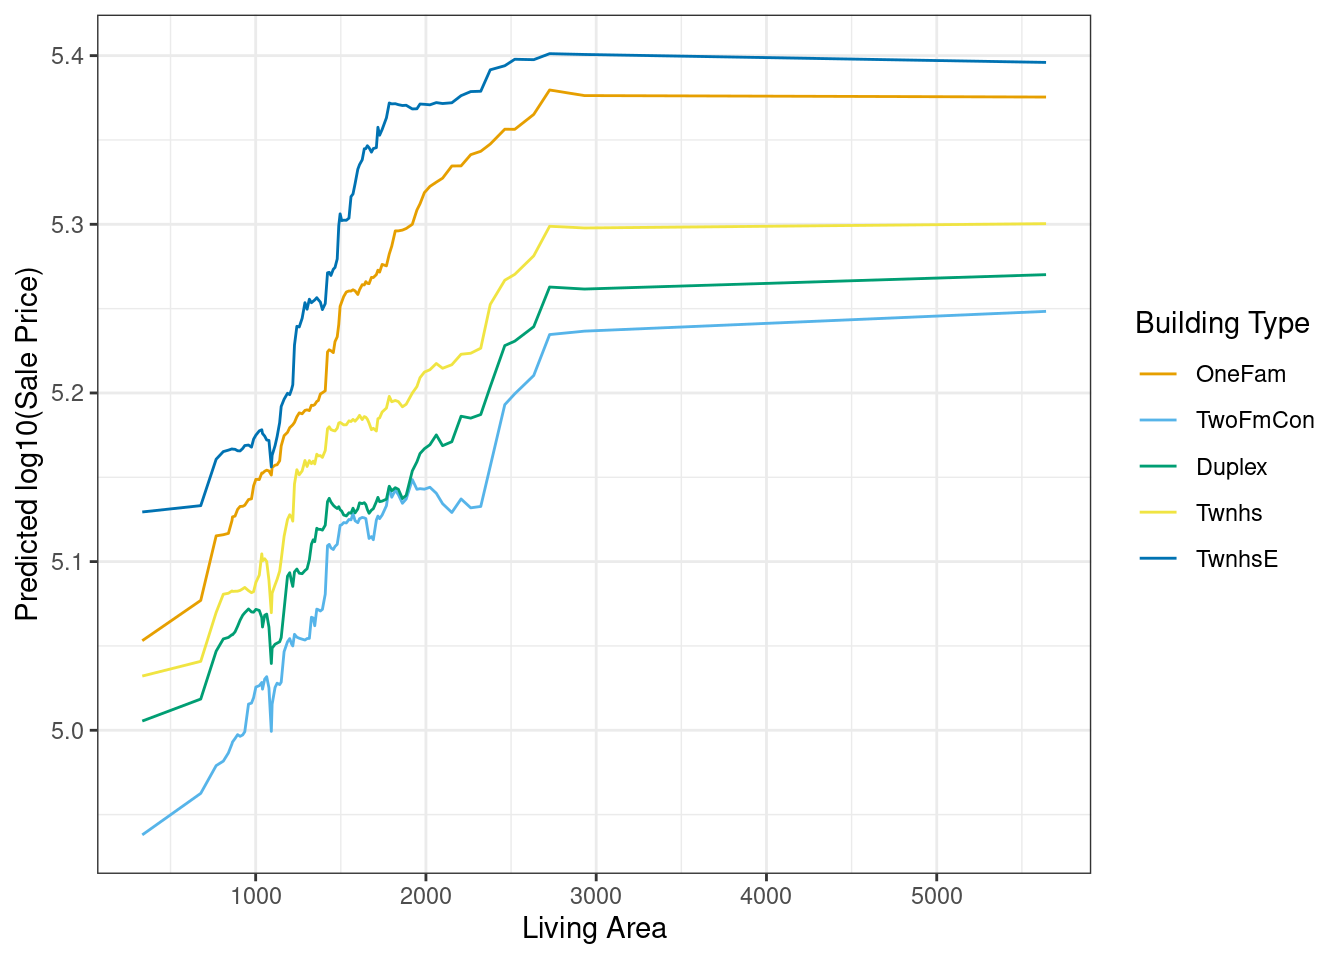 5.4
5.3
5.2
5.1
5.0
Predicted log10(Sale Price)
1000 2000 3000 4000 5000
Living Area
Building Type
OneFam
TwoFmCon
Duplex
Twnhs
TwnhsE